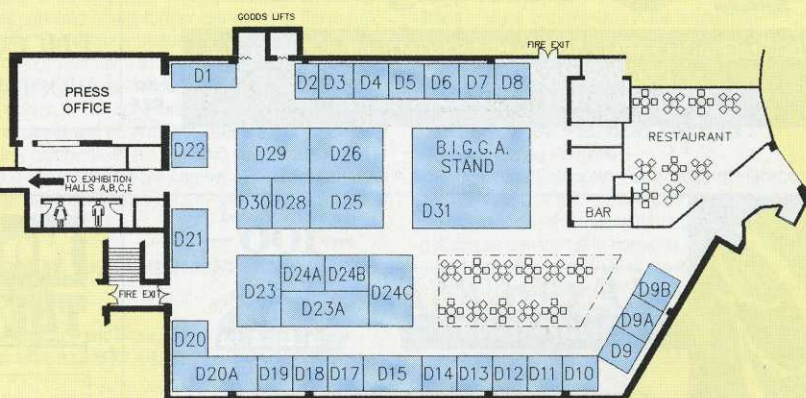 GOODS LIFTS
FIRE EXIT
D1
D2 D3 D4 D5 D6 D7 D8
PRESS
OFFICE
RESTAURANT
D22
D29 D26
B.I.G.G.A.
STAND
TO EXHIBITION
HALLS A,B,C,E
D30 D28 D25
D31
BAR
D21
D24A D24B
D23 D24C
D23A
FIRE EXIT
D9B
D9A
D9
D20
D20A D19 D18 D17 D15 D14 D13 D12 D11 D10